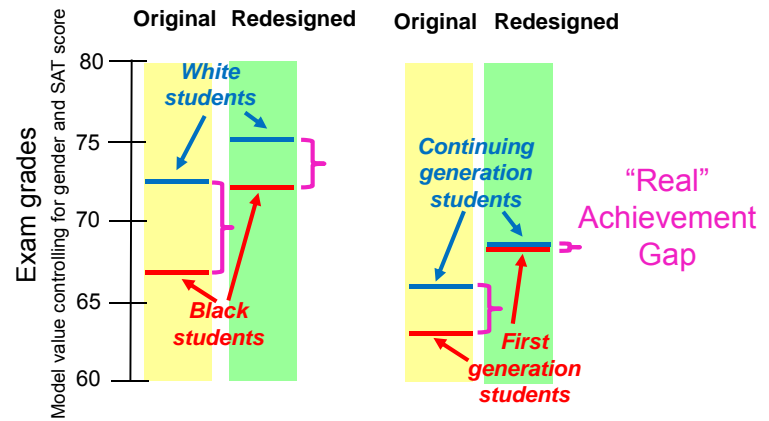 Original Redesigned
Original Redesigned
Exam grades
Model value controlling for gender and SAT score
80
75
70
65
60
White
students
Black
students
Continuing
generation
students
First
generation
students
“Real”
Achievement
Gap